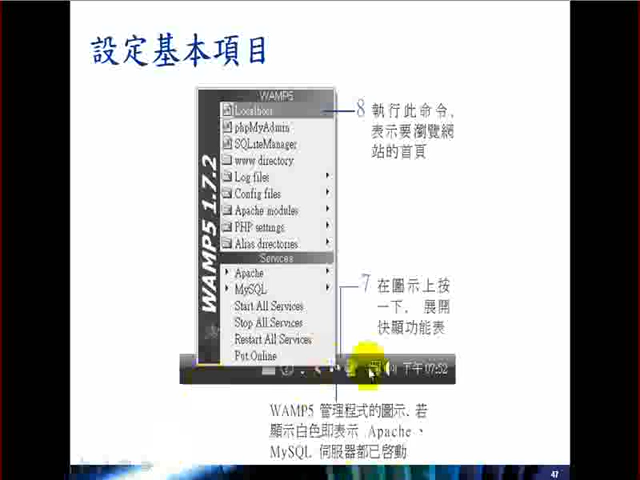 設定基本項目
WAMP5
Localhost
phpMyAdmin
SQLiteManager
www directory
Log files
Config files
Apache modules
PHP settings
Alias directories
Services
Apache
MySQL
Start All Services
Stop All Services
Restart All Services
Put Online
WAMP5 1.7.2
8 執行此命令,
表示要瀏覽網
站的首頁
7 在圖示上按
一下, 展開
快顯功能表
下午 07:52
WAMP5 管理程式的圖示, 若
顯示白色即表示 Apache、
MySQL 伺服器都已啓動
47